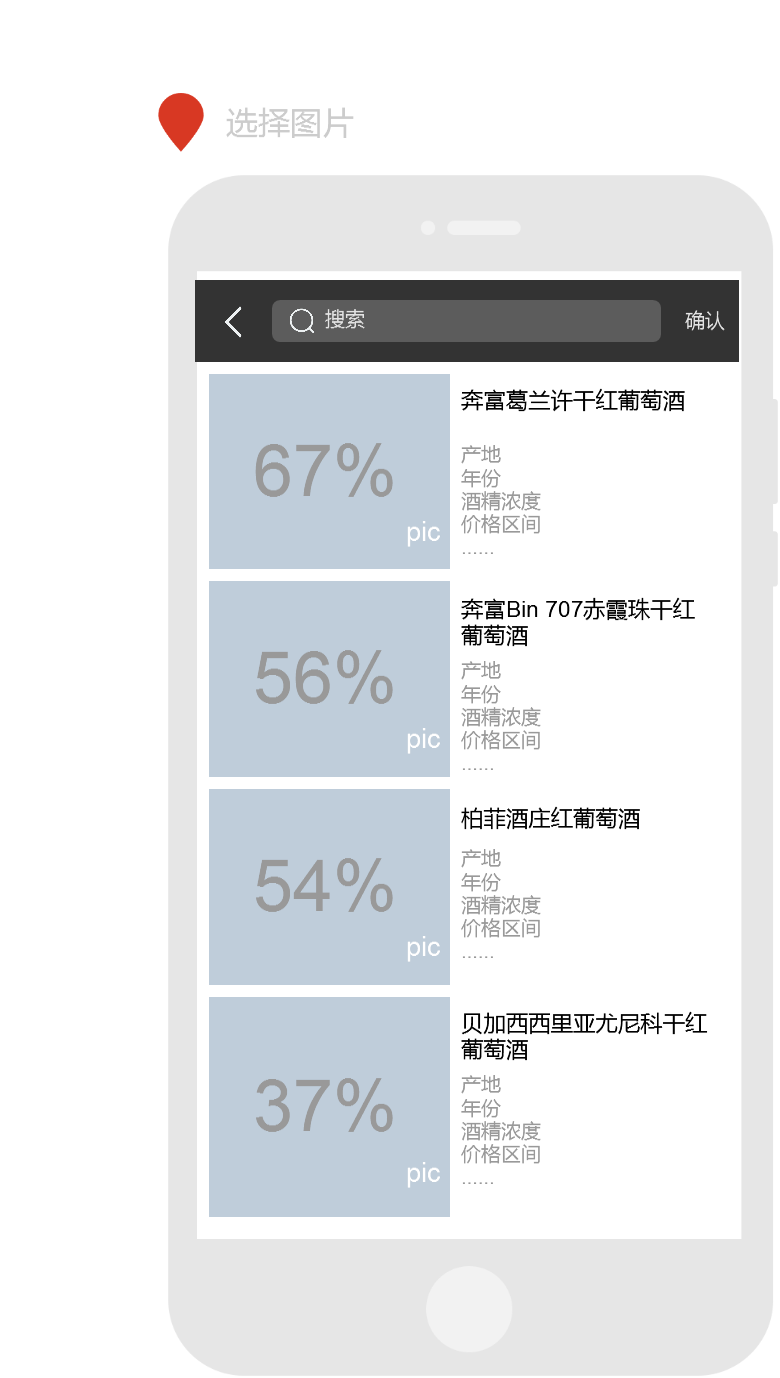 选择图片
搜索
确认
67%
pic
奔富葛兰许干红葡萄酒
产地
年份
酒精浓度
价格区间
......
56%
pic
奔富Bin 707赤霞珠干红
葡萄酒
产地
年份
酒精浓度
价格区间
......
54%
pic
柏菲酒庄红葡萄酒
产地
年份
酒精浓度
价格区间
......
37%
pic
贝加西西里亚尤尼科干红
葡萄酒
产地
年份
酒精浓度
价格区间
......